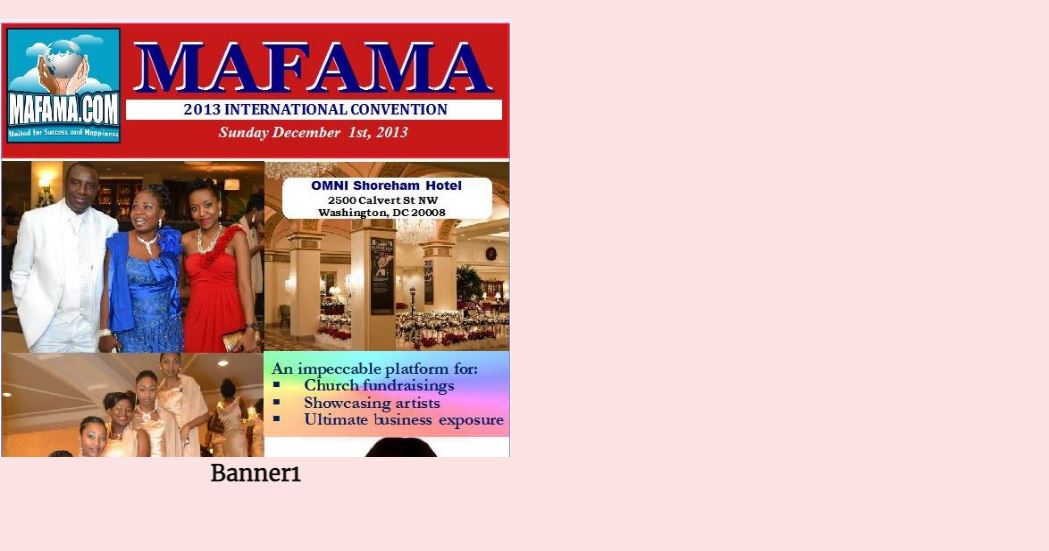 MAFAMA
MAFAMA.COM
United for Success and Happiness
2013 INTERNATIONAL CONVENTION
Sunday December 1st, 2013
OMNI Shoreham Hotel
2500 Calvert St NW
Washington, DC 20008
An impeccable platform for:
▪ Church fundraisings
▪ Showcasing artists
▪ Ultimate business exposure
Banner1